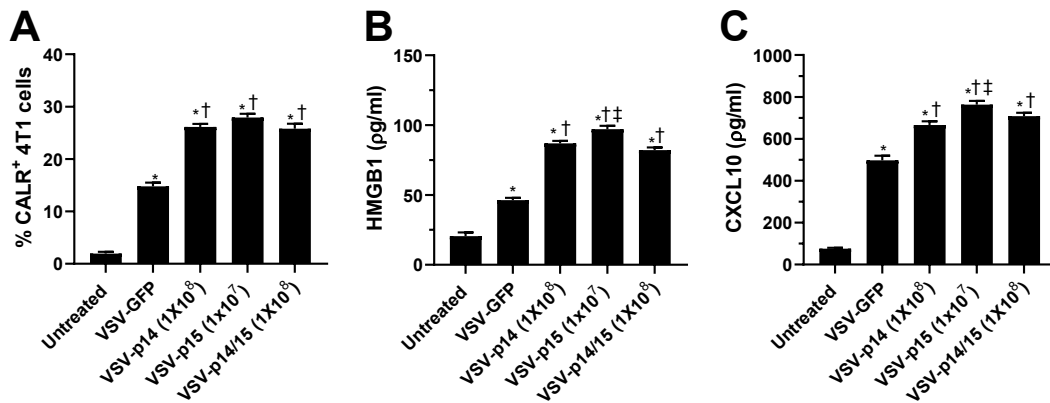 A
% CALR⁺ 4T1 cells
40
30
20
10
0
*
*†
*†
*†
Untreated
VSV-GFP
VSV-p14 (1X10⁸)
VSV-p15 (1x10⁷)
VSV-p14/15 (1X10⁸)
B
HMGB1 (ρg/ml)
150
100
50
0
*
*†
*†‡
*†
Untreated
VSV-GFP
VSV-p14 (1X10⁸)
VSV-p15 (1x10⁷)
VSV-p14/15 (1X10⁸)
C
CXCL10 (ρg/ml)
1000
800
600
400
200
0
*
*†
*†‡
*†
Untreated
VSV-GFP
VSV-p14 (1X10⁸)
VSV-p15 (1x10⁷)
VSV-p14/15 (1X10⁸)